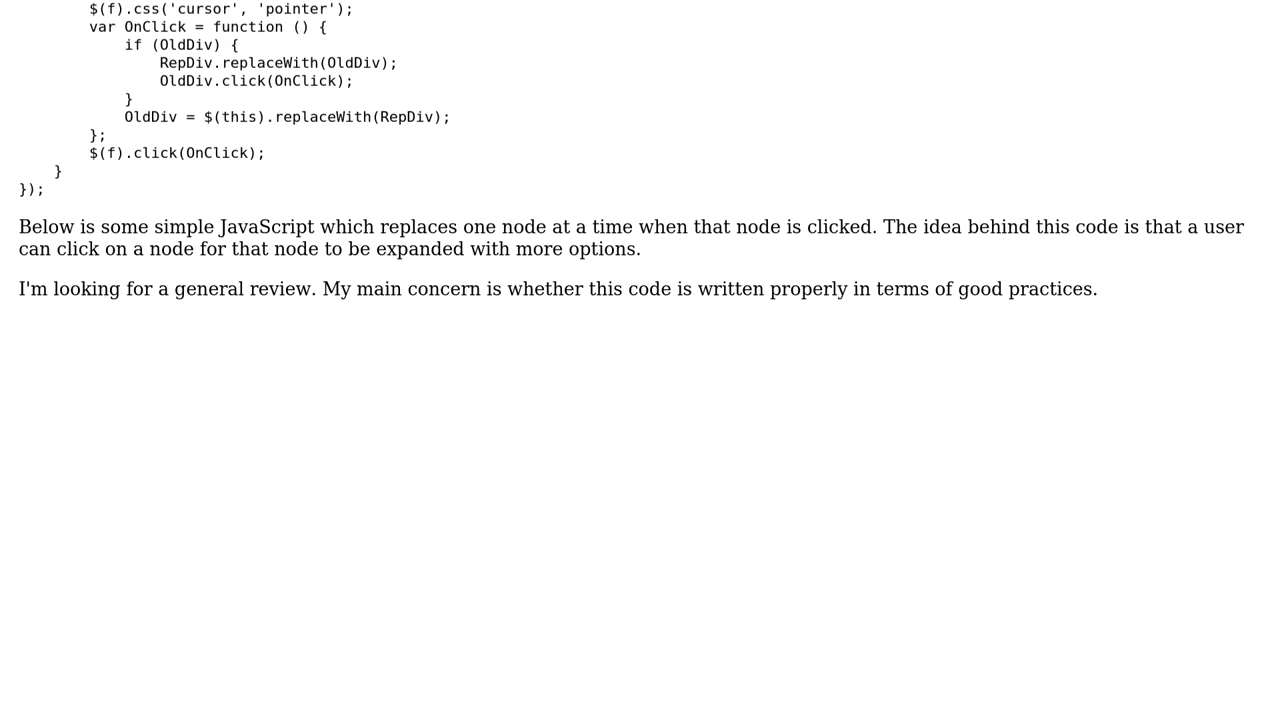 $(f).css('cursor', 'pointer');
        var OnClick = function () {
            if (OldDiv) {
                RepDiv.replaceWith(OldDiv);
                OldDiv.click(OnClick);
            }
            OldDiv = $(this).replaceWith(RepDiv);
        };
        $(f).click(OnClick);
    }
});
Below is some simple JavaScript which replaces one node at a time when that node is clicked. The idea behind this code is that a user
can click on a node for that node to be expanded with more options.
I'm looking for a general review. My main concern is whether this code is written properly in terms of good practices.